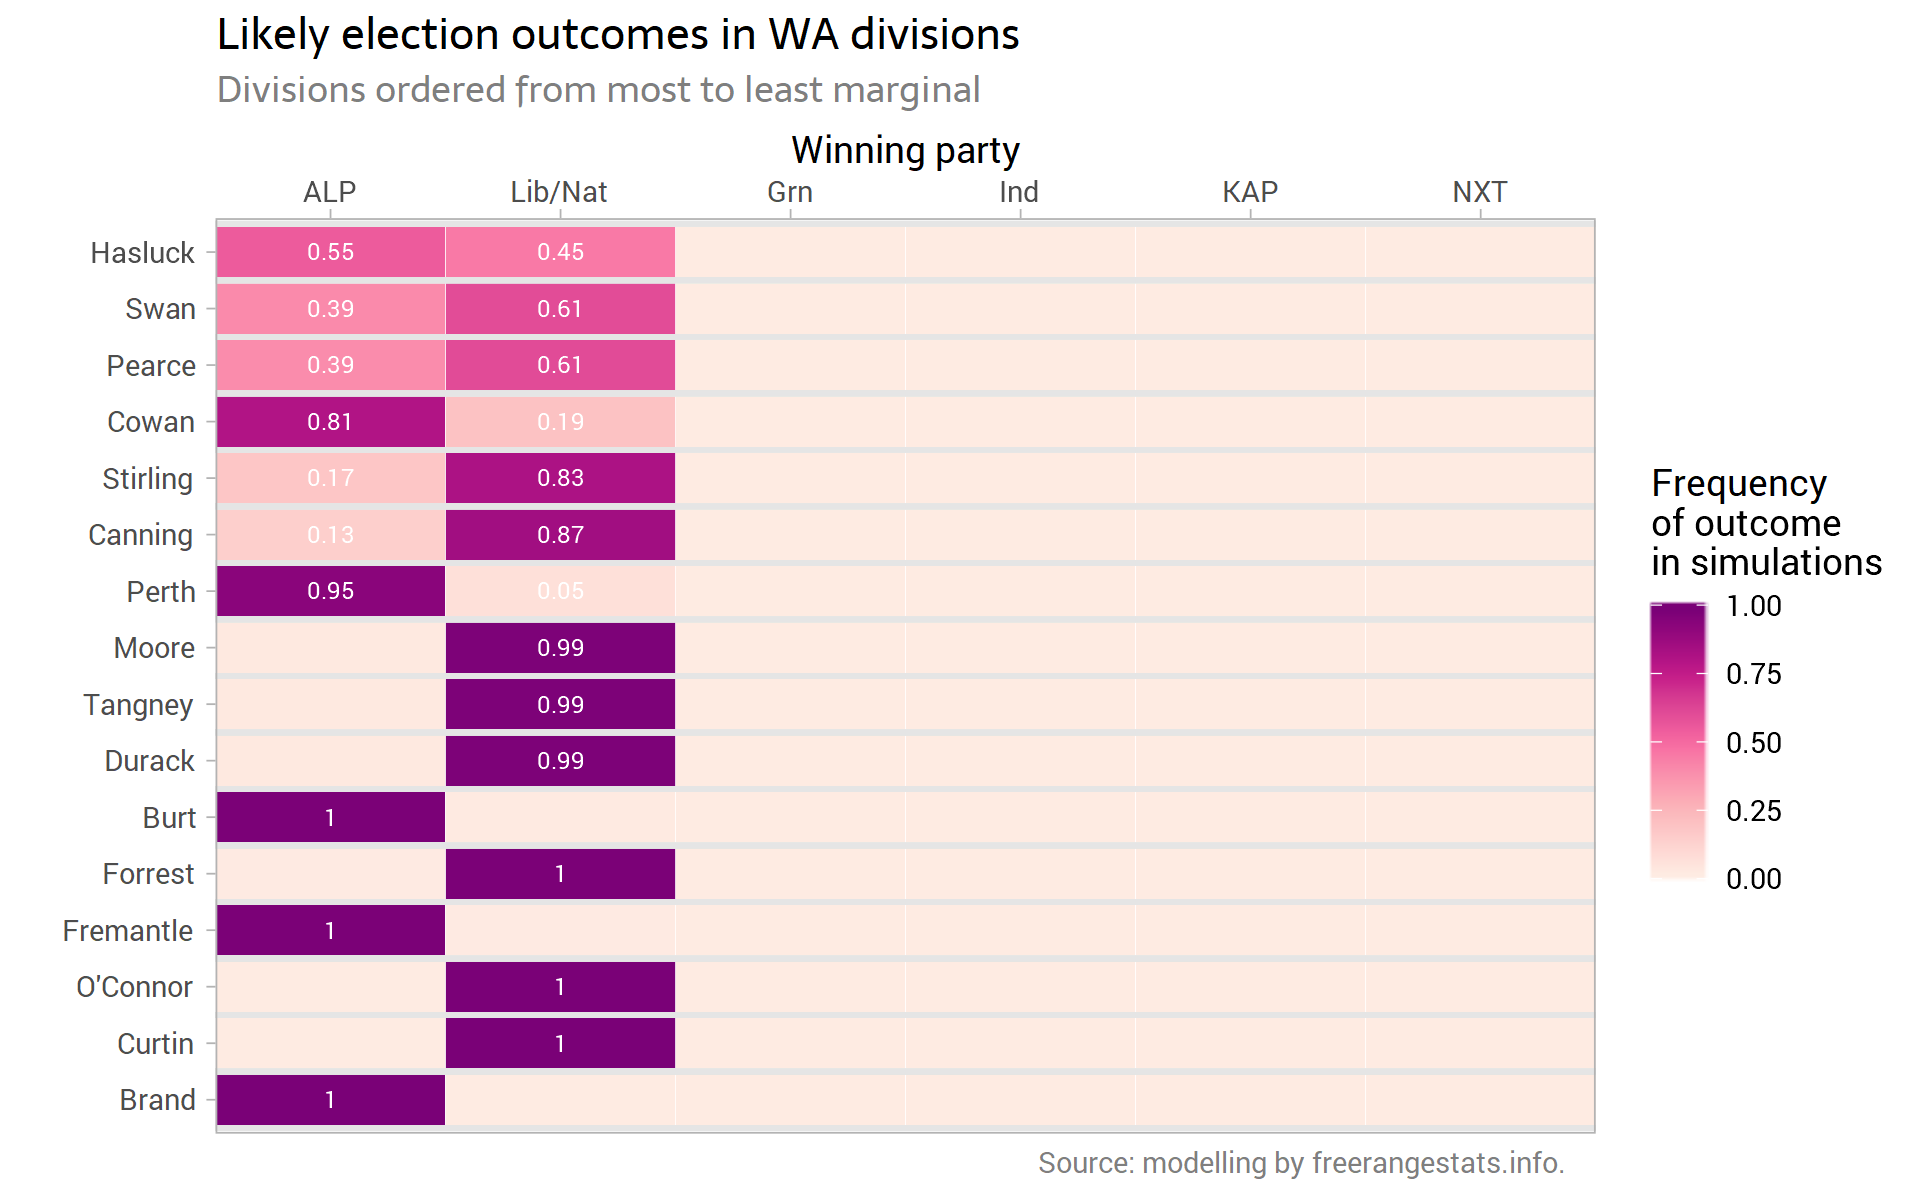 Likely election outcomes in WA divisions
Divisions ordered from most to least marginal
Winning party
ALP Lib/Nat Grn Ind KAP NXT
Hasluck 0.55 0.45
Swan 0.39 0.61
Pearce 0.39 0.61
Cowan 0.81 0.19
Stirling 0.17 0.83
Canning 0.13 0.87
Perth 0.95 0.05
Moore 0.99
Tangney 0.99
Durack 0.99
Burt 1
Forrest 1
Fremantle 1
O'Connor 1
Curtin 1
Brand 1
Frequency
of outcome
in simulations
1.00
0.75
0.50
0.25
0.00
Source: modelling by freerangestats.info.